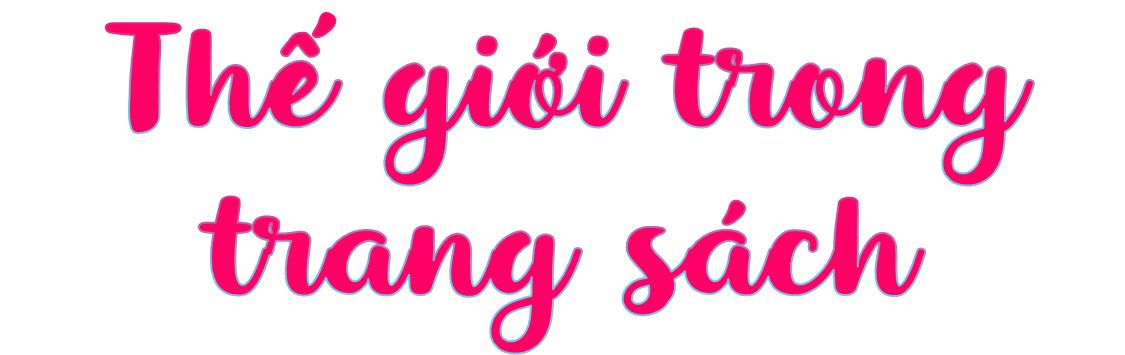 Thế giới trong
trang sách